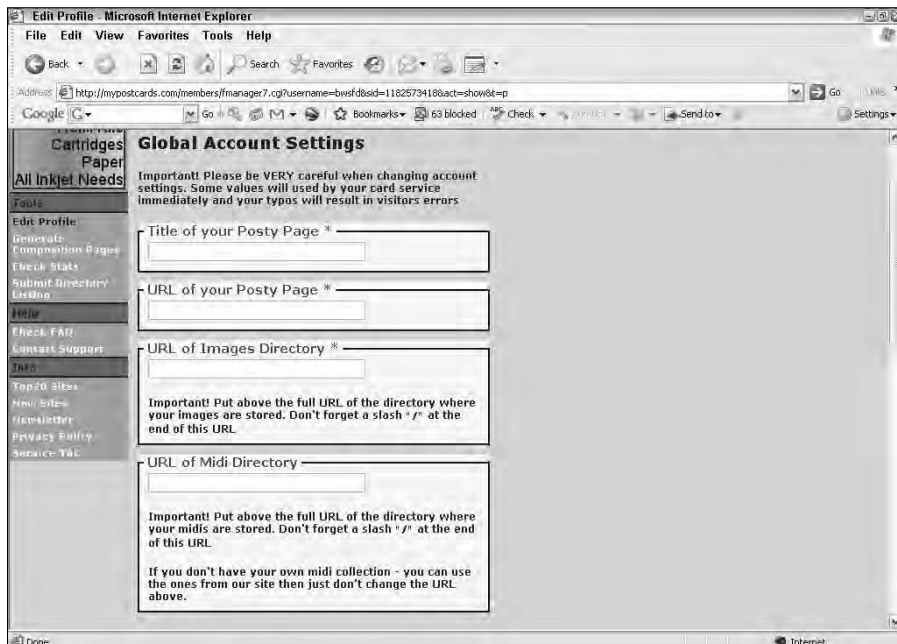 Edit Profile - Microsoft Internet Explorer
File Edit View Favorites Tools Help
Back Search Favorites
Address http://mypostcards.com/members/fmanager7.cgi?username=bwsfd&sid=1182573418&act=show&t=p Go Links
Google G Go M Bookmarks 63 blocked ABC Check Send to Settings
Cartridges
Paper
All Inkjet Needs
Tools
Edit Profile
Generate
Composition Pages
Check Stats
Submit Directory
Listing
Help
Check FAQ
Contact Support
Info
Top20 Sites
New Sites
Newsletter
Privacy Policy
Service T&C
Global Account Settings
Important! Please be VERY careful when changing account
settings. Some values will used by your card service
immediately and your typos will result in visitors errors
Title of your Posty Page *
URL of your Posty Page *
URL of Images Directory *
Important! Put above the full URL of the directory where
your images are stored. Don't forget a slash "/" at the
end of this URL
URL of Midi Directory
Important! Put above the full URL of the directory where
your midis are stored. Don't forget a slash "/" at the end
of this URL
If you don't have your own midi collection - you can use
the ones from our site then just don't change the URL
above.
Done Internet